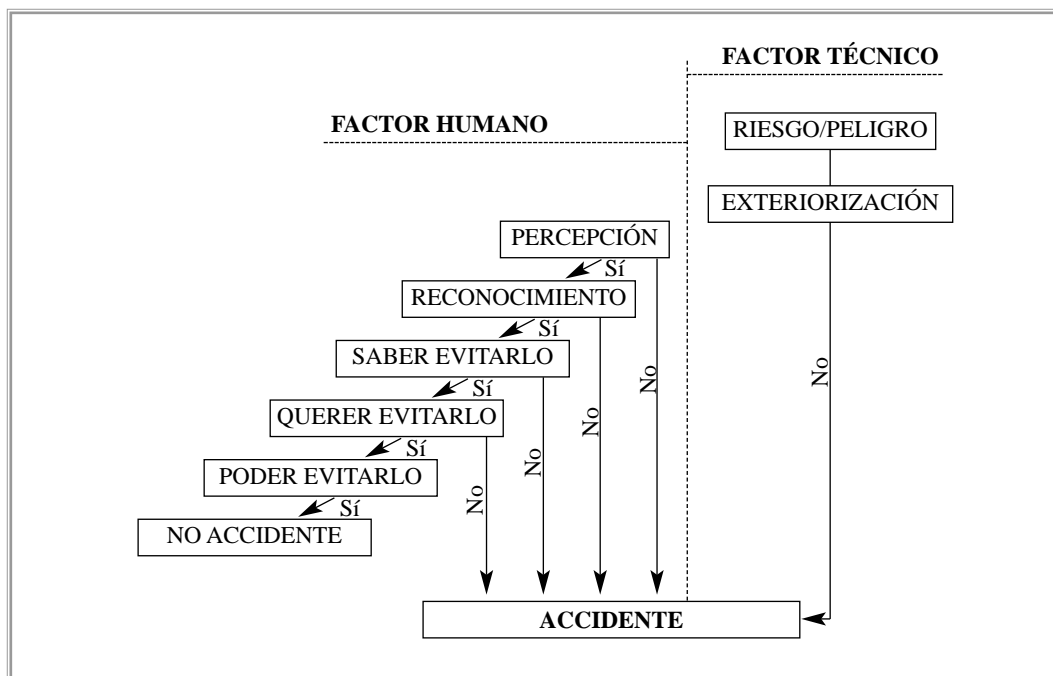 FACTOR TÉCNICO
FACTOR HUMANO
RIESGO/PELIGRO
EXTERIORIZACIÓN
PERCEPCIÓN
Sí
RECONOCIMIENTO
Sí
SABER EVITARLO
Sí
QUERER EVITARLO
Sí
PODER EVITARLO
Sí
NO ACCIDENTE
No
No
No
No
No
ACCIDENTE